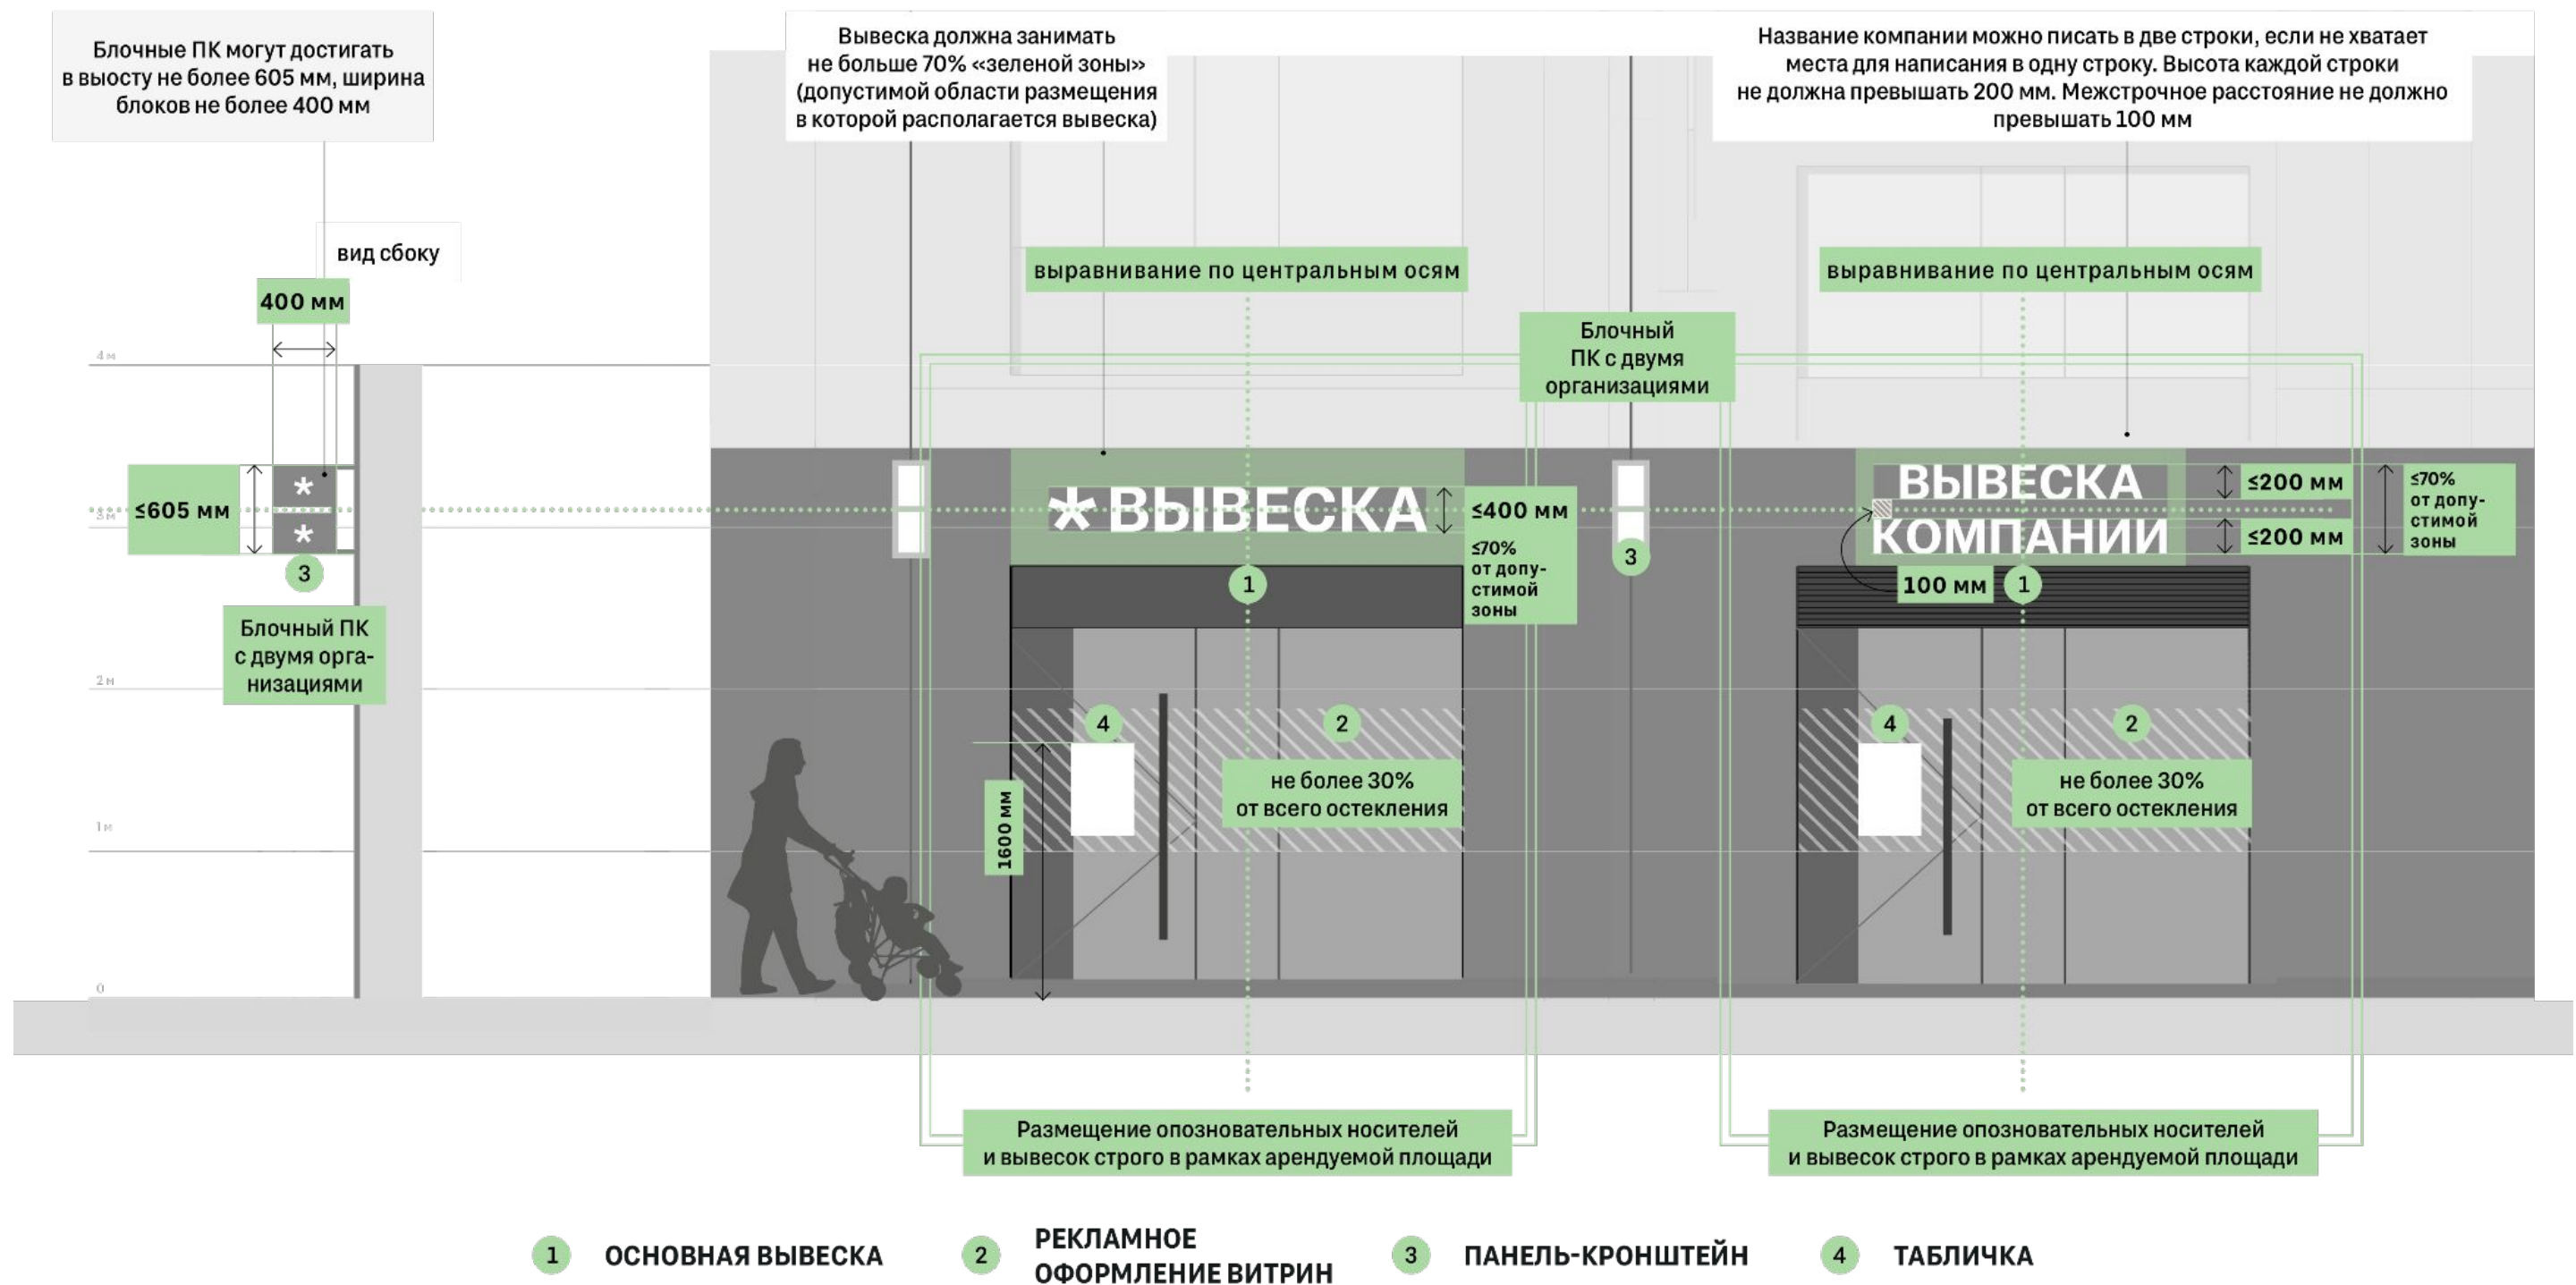 Блочные ПК могут достигать
в выосту не более 605 мм, ширина
блоков не более 400 мм
Вывеска должна занимать
не больше 70% «зеленой зоны»
(допустимой области размещения
в которой располагается вывеска)
Название компании можно писать в две строки, если не хватает
места для написания в одну строку. Высота каждой строки
не должна превышать 200 мм. Межстрочное расстояние не должно
превышать 100 мм
вид сбоку
400 мм
выравнивание по центральным осям
выравнивание по центральным осям
Блочный
ПК с двумя
организациями
4м
≤605 мм
3м
*
*
3
Блочный ПК
с двумя орга-
низациями
2м
1м
0
* ВЫВЕСКА
≤400 мм
≤70%
от допу-
стимой
зоны
1
3
ВЫВЕСКА
КОМПАНИИ
≤200 мм
≤200 мм
≤70%
от допу-
стимой
зоны
100 мм
1
4
2
не более 30%
от всего остекления
1600 мм
4
2
не более 30%
от всего остекления
Размещение опозновательных носителей
и вывесок строго в рамках арендуемой площади
Размещение опозновательных носителей
и вывесок строго в рамках арендуемой площади
1 ОСНОВНАЯ ВЫВЕСКА
2 РЕКЛАМНОЕ
ОФОРМЛЕНИЕ ВИТРИН
3 ПАНЕЛЬ-КРОНШТЕЙН
4 ТАБЛИЧКА